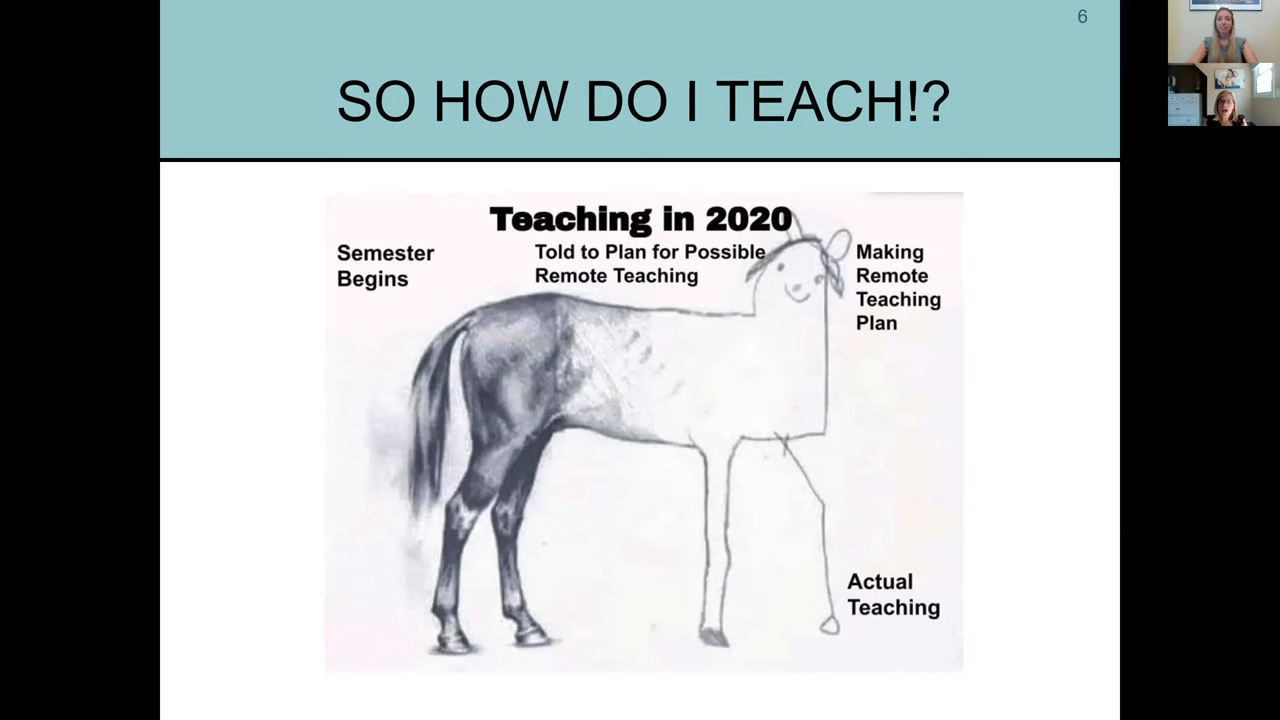 6
SO HOW DO I TEACH!?
Teaching in 2020
Semester
Begins
Told to Plan for Possible
Remote Teaching
Making
Remote
Teaching
Plan
Actual
Teaching